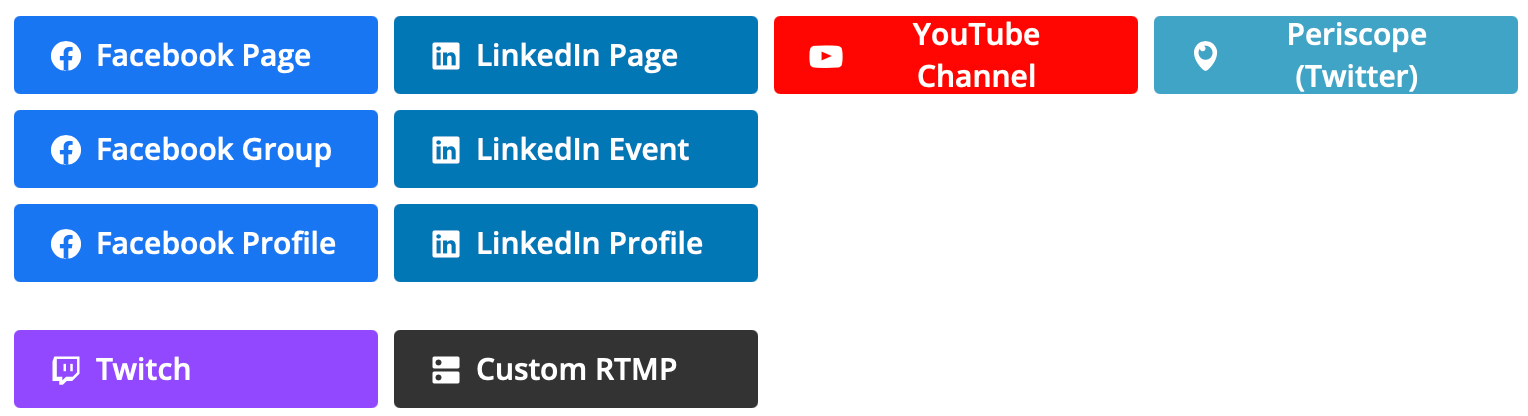 Facebook Page
LinkedIn Page
YouTube
Channel
Periscope
(Twitter)
Facebook Group
LinkedIn Event
Facebook Profile
LinkedIn Profile
Twitch
Custom RTMP